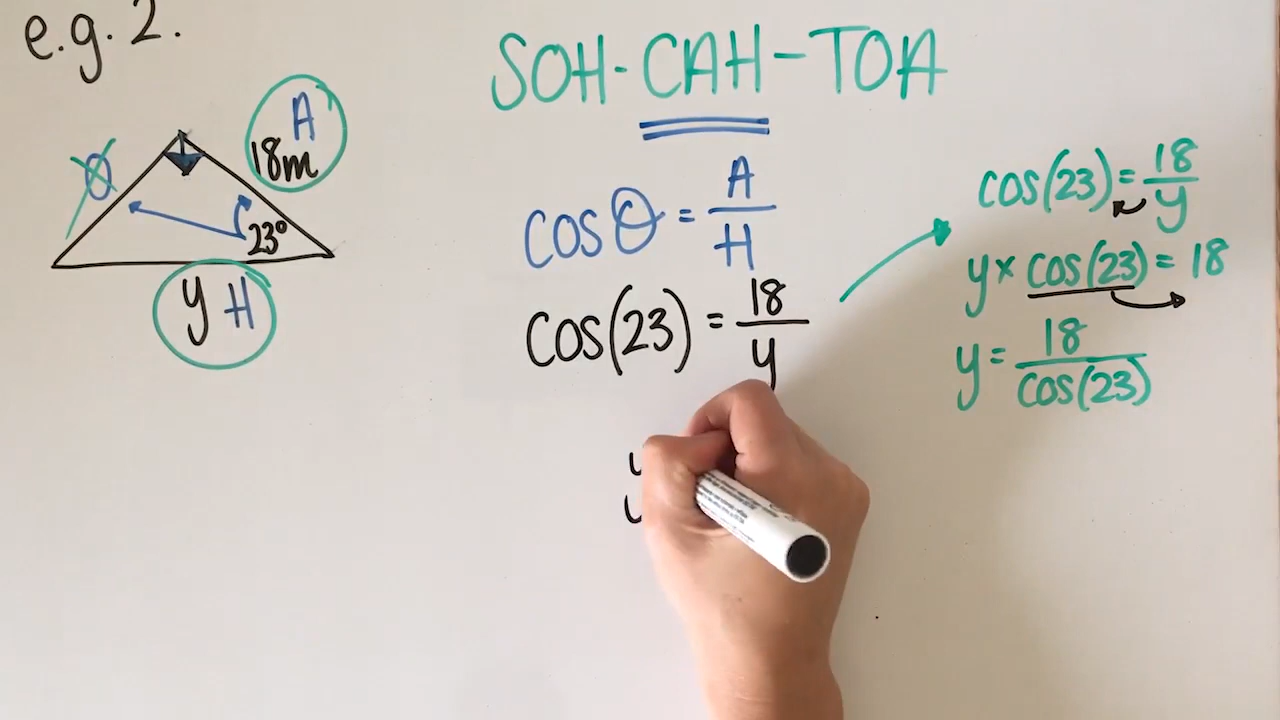 e.g. 2.
SOH-CAH-TOA
O
A
18m
23°
y H
cos θ = A/H
cos(23) = 18/y
cos(23) = 18/y
y × cos(23) = 18
y = 18/cos(23)